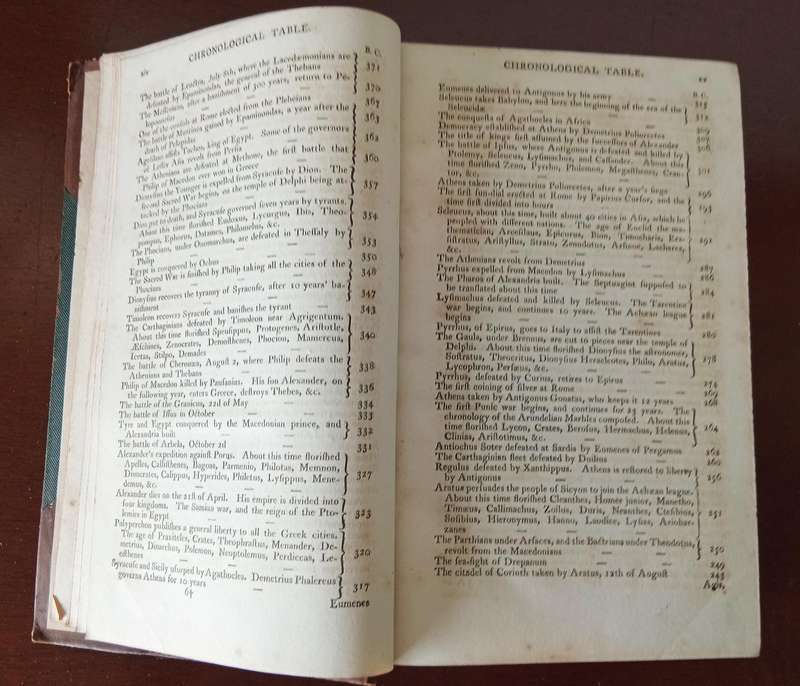 xiv
CHRONOLOGICAL TABLE.
B. C.
The battle of Leuctra, July 8th, where the Lacedæmonians are
defeated by Epaminondas, the general of the Thebans 371
The Messenians, after a banishment of 300 years, return to Pe-
loponnesus 370
One of the consuls at Rome elected from the Plebeians 367
The battle of Mantinea gained by Epaminondas, a year after the
death of Pelopidas 363
Agesilaus assists Tachos, king of Egypt. Some of the governors
of Lesser Asia revolt from Persia 362
The Athenians are defeated at Methone, the first battle that
Philip of Macedon ever won in Greece 360
Dionysius the Younger is expelled from Syracuse by Dion. The
second Sacred War begins, on the temple of Delphi being at-
tacked by the Phocians 357
Dion put to death, and Syracuse governed seven years by tyrants.
About this time florished Eudoxus, Lycurgus, Ibis, Theo-
pompus, Ephorus, Datames, Philomelus, &c. 354
The Phocians, under Onomarchus, are defeated in Thessaly by
Philip 353
Egypt is conquered by Ochus 350
The Sacred War is finished by Philip taking all the cities of the
Phocians 348
Dionysius recovers the tyranny of Syracuse, after 10 years' ba-
nishment 347
Timoleon recovers Syracuse and banishes the tyrant 343
The Carthaginians defeated by Timoleon near Agrigentum.
About this time florished Speusippus, Protogenes, Aristotle,
Æschines, Xenocrates, Demosthenes, Phocion, Mamercus,
Icetas, Stilpo, Demades 340
The battle of Cheronæa, August 2, where Philip defeats the
Athenians and Thebans 338
Philip of Macedon killed by Pausanias. His son Alexander, on
the following year, enters Greece, destroys Thebes, &c. 336
The battle of the Granicus, 22d of May 334
The battle of Issus in October 333
Tyre and Egypt conquered by the Macedonian prince, and
Alexandria built 332
The battle of Arbela, October 2d 331
Alexander's expedition against Porus. About this time florished
Apelles, Callisthenes, Bagoas, Parmenio, Philotas, Memnon,
Dinocrates, Calippus, Hyperides, Philetus, Lysippus, Mene-
demus, &c. 327
Alexander dies on the 21st of April. His empire is divided into
four kingdoms. The Samian war, and the reign of the Pto-
lemies in Egypt 323
Polyperchon publishes a general liberty to all the Greek cities.
The age of Praxiteles, Crates, Theophrastus, Menander, De-
metrius, Dinarchus, Polemon, Neoptolemus, Perdiccas, Leo-
sthenes 320
Syracuse and Sicily usurped by Agathocles. Demetrius Phalereus
governs Athens for 10 years 317
Eumenes
CHRONOLOGICAL TABLE.
xv
B. C.
Eumenes delivered to Antigonus by his army 315
Seleucus takes Babylon, and here the beginning of the era of the
Seleucidæ 312
The conquests of Agathocles in Africa 309
Democracy established at Athens by Demetrius Poliorcetes 307
The title of kings first assumed by the successors of Alexander 306
The battle of Ipsus, where Antigonus is defeated and killed by
Ptolemy, Seleucus, Lysimachus, and Cassander. About this
time florished Zeno, Pyrrho, Philemon, Megasthenes, Cran-
tor, &c. 301
Athens taken by Demetrius Poliorcetes, after a year's siege 296
The first sun-dial erected at Rome by Papirius Cursor, and the
time first divided into hours 293
Seleucus, about this time, built about 40 cities in Asia, which he
peopled with different nations. The age of Euclid the ma-
thematician, Arcesilaus, Epicurus, Bion, Timocharis, Era-
sistratus, Aristyllus, Strato, Zenodotus, Arsinoe, Lachares,
&c. 291
The Athenians revolt from Demetrius 287
Pyrrhus expelled from Macedon by Lysimachus 286
The Pharos of Alexandria built. The Septuagint supposed to
be translated about this time 284
Lysimachus defeated and killed by Seleucus. The Tarentine
war begins, and continues 10 years. The Achæan league
begins 281
Pyrrhus, of Epirus, goes to Italy to assist the Tarentines 280
The Gauls, under Brennus, are cut to pieces near the temple of
Delphi. About this time florished Dionysius the astronomer,
Sostratus, Theocritus, Dionysius Heracleotes, Philo, Aratus,
Lycophron, Persæus, &c. 278
Pyrrhus, defeated by Curius, retires to Epirus 274
The first coining of silver at Rome 269
Athens taken by Antigonus Gonatas, who keeps it 12 years 268
The first Punic war begins, and continues for 23 years. The
chronology of the Arundelian Marbles composed. About this
time florished Lycon, Crates, Berosus, Hermachus, Helenus,
Clinias, Aristotimus, &c. 264
Antiochus Soter defeated at Sardis by Eumenes of Pergamus 262
The Carthaginian fleet defeated by Duilius 260
Regulus defeated by Xanthippus. Athens is restored to liberty
by Antigonus 256
Aratus persuades the people of Sicyon to join the Achæan league.
About this time florished Cleanthes, Homer junior, Manetho,
Timæus, Callimachus, Zoilus, Duris, Neanthes, Ctesibius,
Sosibius, Hieronymus, Hanno, Laodice, Lysias, Ariobar-
zanes 251
The Parthians under Arsaces, and the Bactrians under Theodotus,
revolt from the Macedonians 250
The sea-fight of Drepanum 249
The citadel of Corinth taken by Aratus, 12th of August 243
Agis,